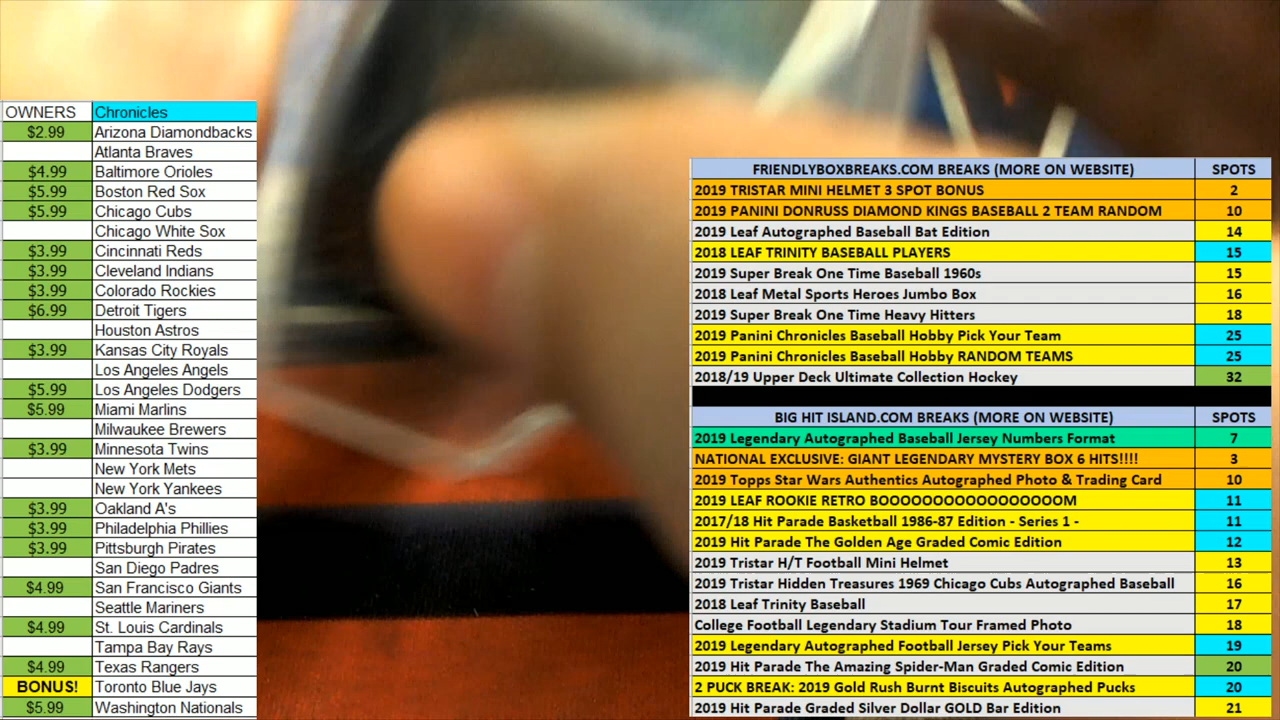 OWNERS Chronicles
$2.99 Arizona Diamondbacks
Atlanta Braves
$4.99 Baltimore Orioles
$5.99 Boston Red Sox
$5.99 Chicago Cubs
Chicago White Sox
$3.99 Cincinnati Reds
$3.99 Cleveland Indians
$3.99 Colorado Rockies
$6.99 Detroit Tigers
Houston Astros
$3.99 Kansas City Royals
Los Angeles Angels
$5.99 Los Angeles Dodgers
$5.99 Miami Marlins
Milwaukee Brewers
$3.99 Minnesota Twins
New York Mets
New York Yankees
$3.99 Oakland A's
$3.99 Philadelphia Phillies
$3.99 Pittsburgh Pirates
San Diego Padres
$4.99 San Francisco Giants
Seattle Mariners
$4.99 St. Louis Cardinals
Tampa Bay Rays
$4.99 Texas Rangers
BONUS! Toronto Blue Jays
$5.99 Washington Nationals
FRIENDLYBOXBREAKS.COM BREAKS (MORE ON WEBSITE) SPOTS
2019 TRISTAR MINI HELMET 3 SPOT BONUS 2
2019 PANINI DONRUSS DIAMOND KINGS BASEBALL 2 TEAM RANDOM 10
2019 Leaf Autographed Baseball Bat Edition 14
2018 LEAF TRINITY BASEBALL PLAYERS 15
2019 Super Break One Time Baseball 1960s 15
2018 Leaf Metal Sports Heroes Jumbo Box 16
2019 Super Break One Time Heavy Hitters 18
2019 Panini Chronicles Baseball Hobby Pick Your Team 25
2019 Panini Chronicles Baseball Hobby RANDOM TEAMS 25
2018/19 Upper Deck Ultimate Collection Hockey 32
BIG HIT ISLAND.COM BREAKS (MORE ON WEBSITE) SPOTS
2019 Legendary Autographed Baseball Jersey Numbers Format 7
NATIONAL EXCLUSIVE: GIANT LEGENDARY MYSTERY BOX 6 HITS!!!! 3
2019 Topps Star Wars Authentics Autographed Photo & Trading Card 10
2019 LEAF ROOKIE RETRO BOOOOOOOOOOOOOOOOM 11
2017/18 Hit Parade Basketball 1986-87 Edition - Series 1 - 11
2019 Hit Parade The Golden Age Graded Comic Edition 12
2019 Tristar H/T Football Mini Helmet 13
2019 Tristar Hidden Treasures 1969 Chicago Cubs Autographed Baseball 16
2018 Leaf Trinity Baseball 17
College Football Legendary Stadium Tour Framed Photo 18
2019 Legendary Autographed Football Jersey Pick Your Teams 19
2019 Hit Parade The Amazing Spider-Man Graded Comic Edition 20
2 PUCK BREAK: 2019 Gold Rush Burnt Biscuits Autographed Pucks 20
2019 Hit Parade Graded Silver Dollar GOLD Bar Edition 21